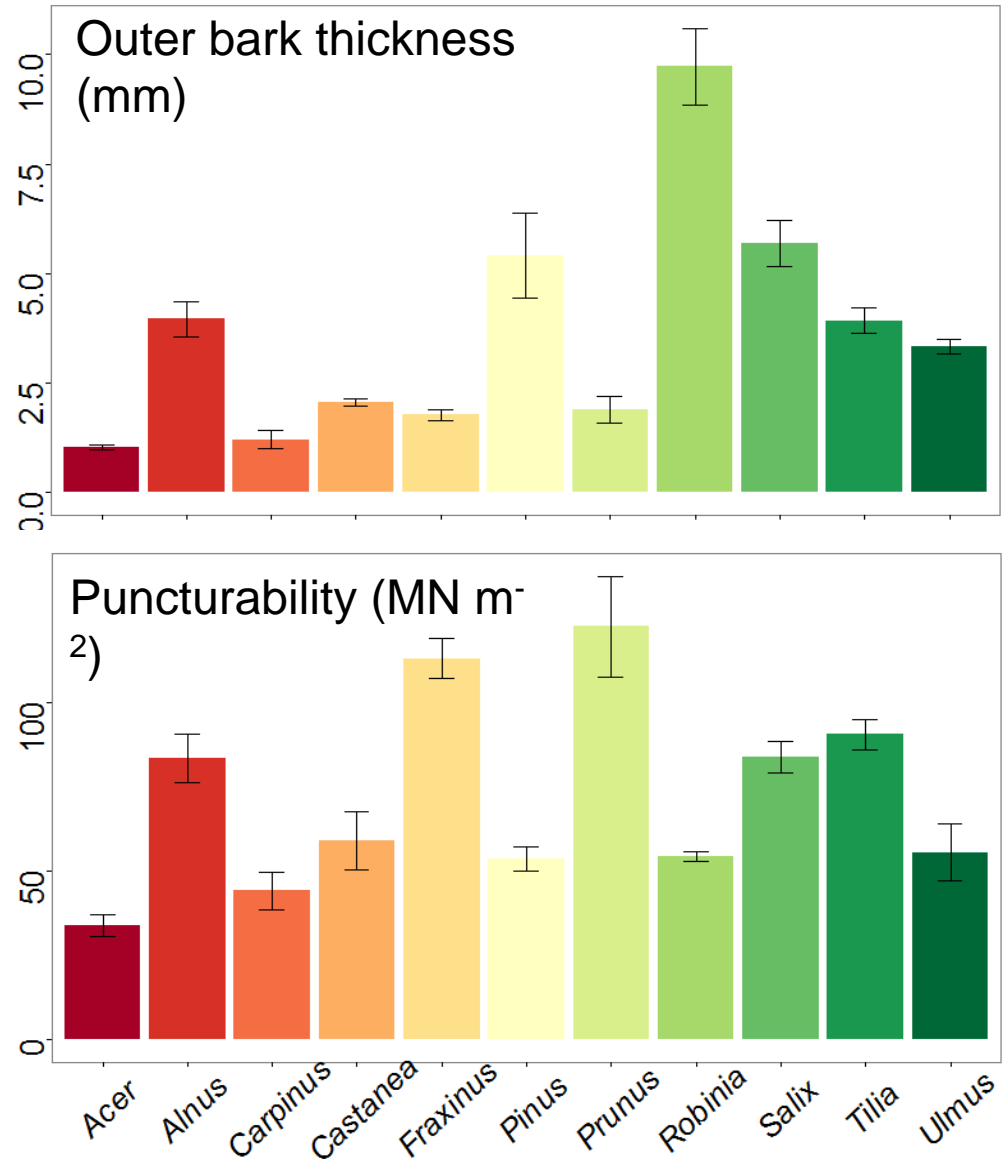 Outer bark thickness
(mm)
10.0
7.5
5.0
2.5
0.0
Puncturability (MN m-
2)
100
50
0
Acer
Alnus
Carpinus
Castanea
Fraxinus
Pinus
Prunus
Robinia
Salix
Tilia
Ulmus